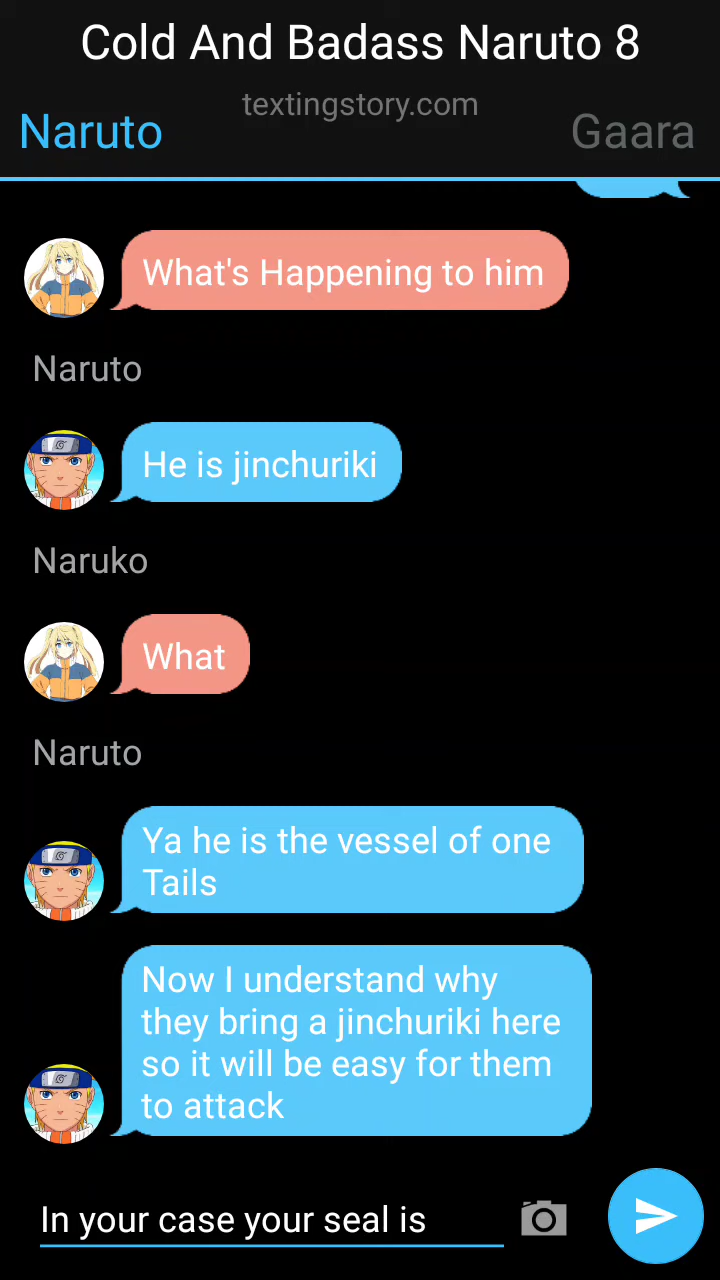 Cold And Badass Naruto 8
textingstory.com
Naruto
Gaara
What's Happening to him
Naruto
He is jinchuriki
Naruko
What
Naruto
Ya he is the vessel of one
Tails
Now I understand why
they bring a jinchuriki here
so it will be easy for them
to attack
In your case your seal is